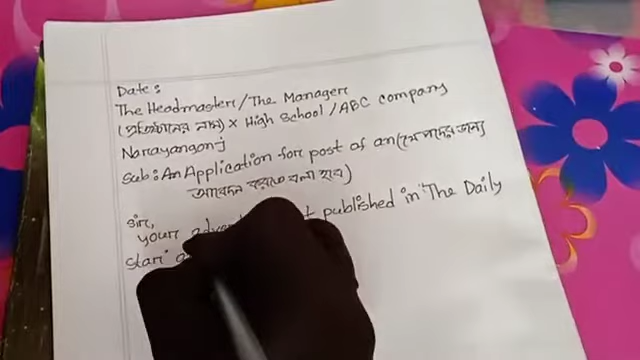 Date:
The Headmaster/The Manager
(প্রতিষ্ঠানের নাম) x High School/ABC company
Narayangonj
Sub: An Application for post of an (যে পদের জন্য
আবেদন করতে বলা হবে)
Sir,
your published in "The Daily
Star"